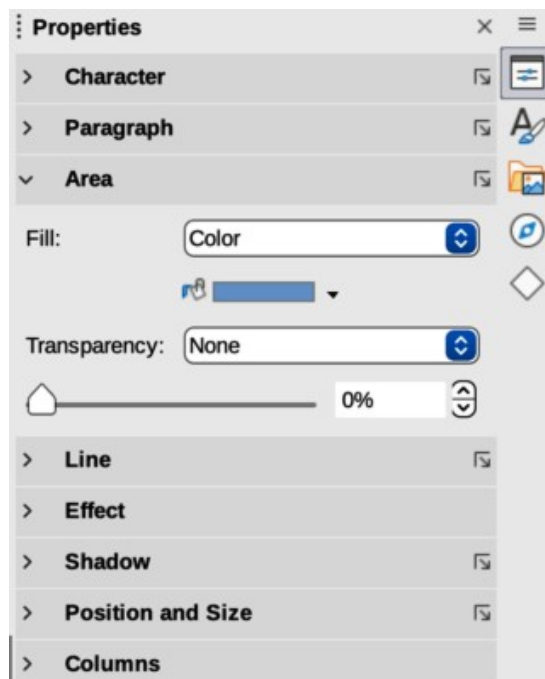 Properties
Character
Paragraph
Area
Fill: Color
Transparency: None
0%
Line
Effect
Shadow
Position and Size
Columns